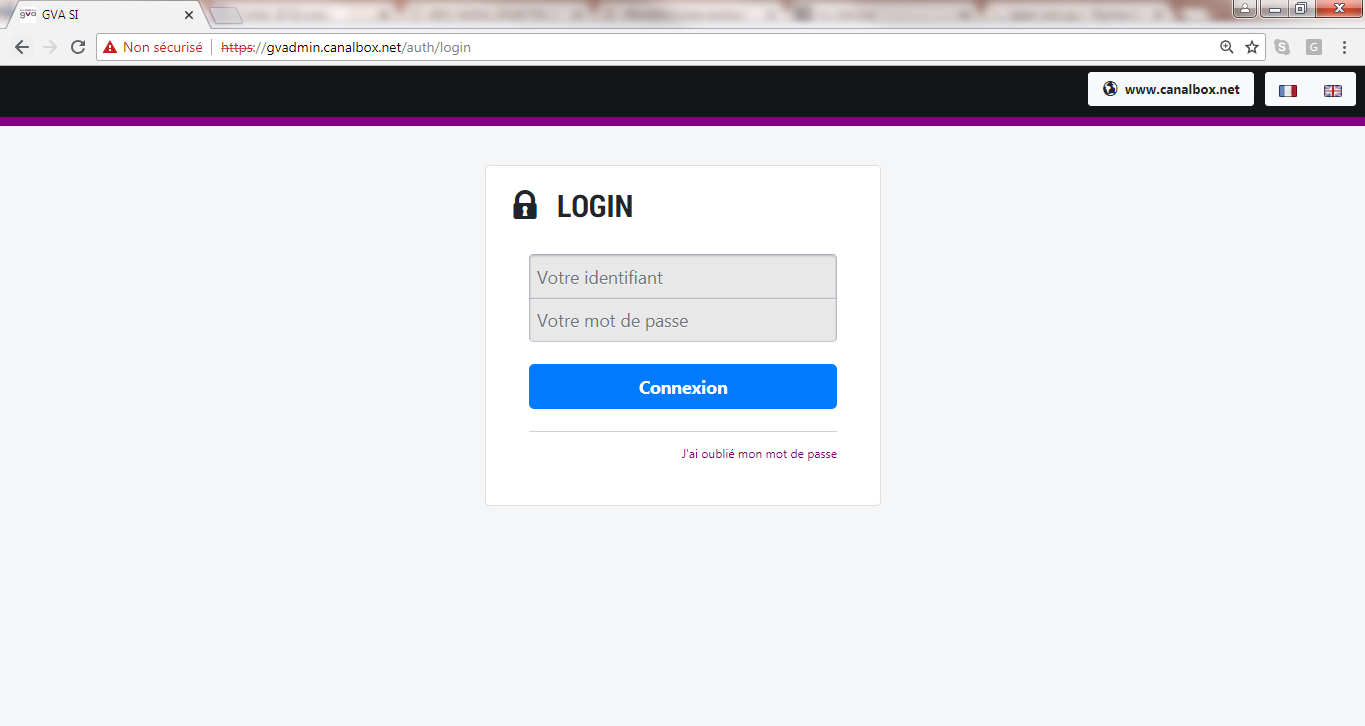 gva GVA SI
Non sécurisé https://gvadmin.canalbox.net/auth/login
S G
www.canalbox.net
LOGIN
Votre identifiant
Votre mot de passe
Connexion
J'ai oublié mon mot de passe